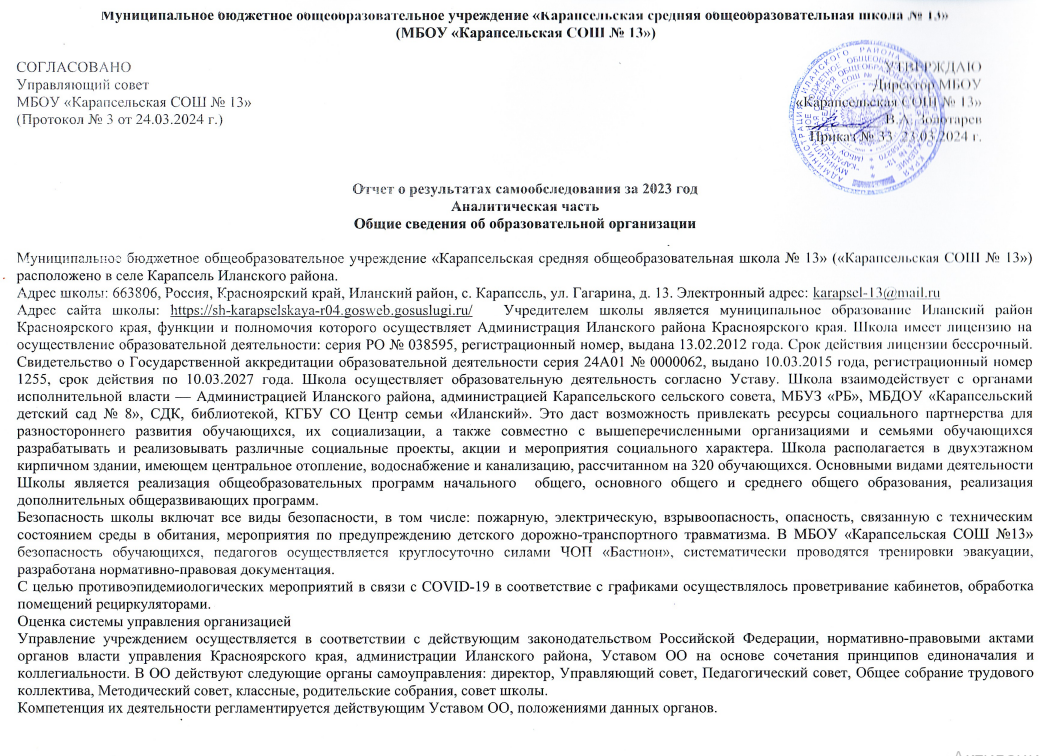 Муниципальное бюджетное общеобразовательное учреждение «Карапсельская средняя общеобразовательная школа № 13»
(МБОУ «Карапсельская СОШ № 13»)
СОГЛАСОВАНО
Управляющий совет
МБОУ «Карапсельская СОШ № 13»
(Протокол № 3 от 24.03.2024 г.)
УТВЕРЖДАЮ
Директор МБОУ
«Карапсельская СОШ № 13»
В.А. Золотарев
Приказ № 33 23.03.2024 г.
Отчет о результатах самообследования за 2023 год
Аналитическая часть
Общие сведения об образовательной организации
Муниципальное бюджетное общеобразовательное учреждение «Карапсельская средняя общеобразовательная школа № 13» («Карапсельская СОШ № 13»)
расположено в селе Карапсель Иланского района.
Адрес школы: 663806, Россия, Красноярский край, Иланский район, с. Карапсель, ул. Гагарина, д. 13. Электронный адрес: karapsel-13@mail.ru
Адрес сайта школы: https://sh-karapselskaya-r04.gosweb.gosuslugi.ru/ Учредителем школы является муниципальное образование Иланский район
Красноярского края, функции и полномочия которого осуществляет Администрация Иланского района Красноярского края. Школа имеет лицензию на
осуществление образовательной деятельности: серия РО № 038595, регистрационный номер, выдана 13.02.2012 года. Срок действия лицензии бессрочный.
Свидетельство о Государственной аккредитации образовательной деятельности серия 24А01 № 0000062, выдано 10.03.2015 года, регистрационный номер
1255, срок действия по 10.03.2027 года. Школа осуществляет образовательную деятельность согласно Уставу. Школа взаимодействует с органами
исполнительной власти — Администрацией Иланского района, администрацией Карапсельского сельского совета, МБУЗ «РБ», МБДОУ «Карапсельский
детский сад № 8», СДК, библиотекой, КГБУ СО Центр семьи «Иланский». Это даст возможность привлекать ресурсы социального партнерства для
разностороннего развития обучающихся, их социализации, а также совместно с вышеперечисленными организациями и семьями обучающихся
разрабатывать и реализовывать различные социальные проекты, акции и мероприятия социального характера. Школа располагается в двухэтажном
кирпичном здании, имеющем центральное отопление, водоснабжение и канализацию, рассчитанном на 320 обучающихся. Основными видами деятельности
Школы является реализация общеобразовательных программ начального общего, основного общего и среднего общего образования, реализация
дополнительных общеразвивающих программ.
Безопасность школы включат все виды безопасности, в том числе: пожарную, электрическую, взрывоопасность, опасность, связанную с техническим
состоянием среды в обитания, мероприятия по предупреждению детского дорожно-транспортного травматизма. В МБОУ «Карапсельская СОШ №13»
безопасность обучающихся, педагогов осуществляется круглосуточно силами ЧОП «Бастион», систематически проводятся тренировки эвакуации,
разработана нормативно-правовая документация.
С целью противоэпидемиологических мероприятий в связи с COVID-19 в соответствие с графиками осуществлялось проветривание кабинетов, обработка
помещений рециркуляторами.
Оценка системы управления организацией
Управление учреждением осуществляется в соответствии с действующим законодательством Российской Федерации, нормативно-правовыми актами
органов власти управления Красноярского края, администрации Иланского района, Уставом ОО на основе сочетания принципов единоначалия и
коллегиальности. В ОО действуют следующие органы самоуправления: директор, Управляющий совет, Педагогический совет, Общее собрание трудового
коллектива, Методический совет, классные, родительские собрания, совет школы.
Компетенция их деятельности регламентируется действующим Уставом ОО, положениями данных органов.